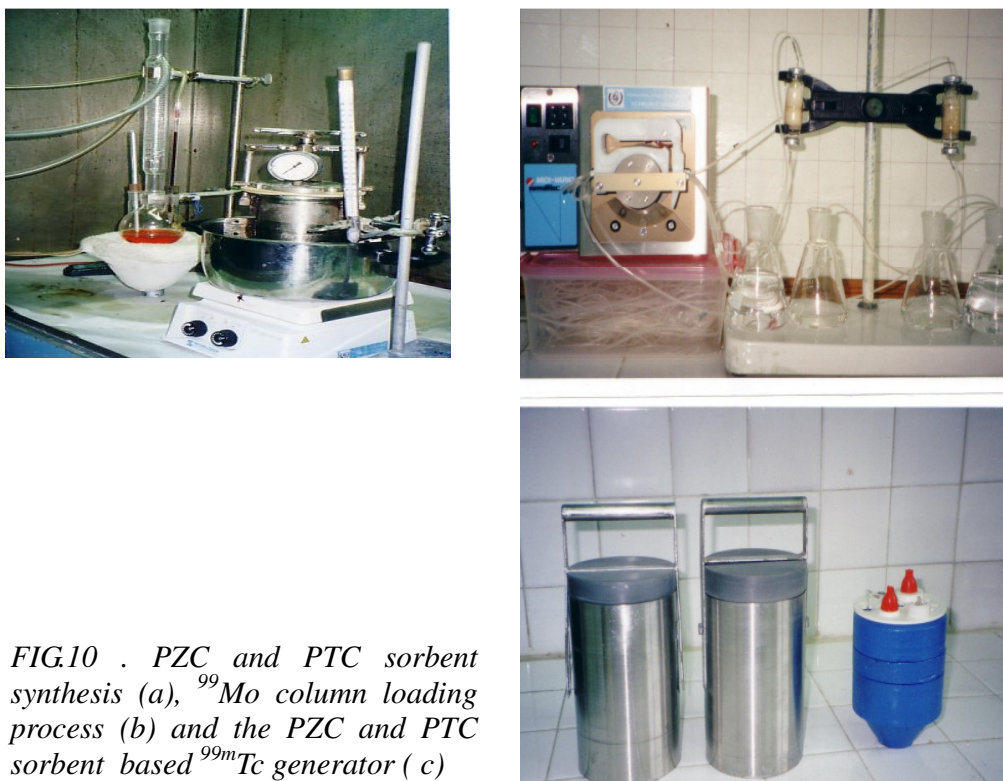 FIG.10 . PZC and PTC sorbent
synthesis (a), ⁹⁹Mo column loading
process (b) and the PZC and PTC
sorbent based ⁹⁹ᵐTc generator ( c)